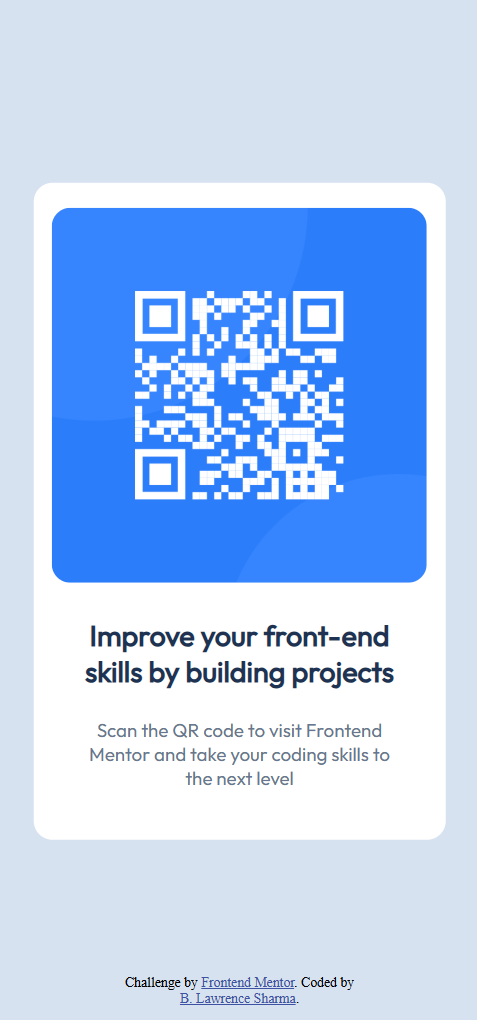 Improve your front-end
skills by building projects
Scan the QR code to visit Frontend
Mentor and take your coding skills to
the next level
Challenge by Frontend Mentor. Coded by
B. Lawrence Sharma.